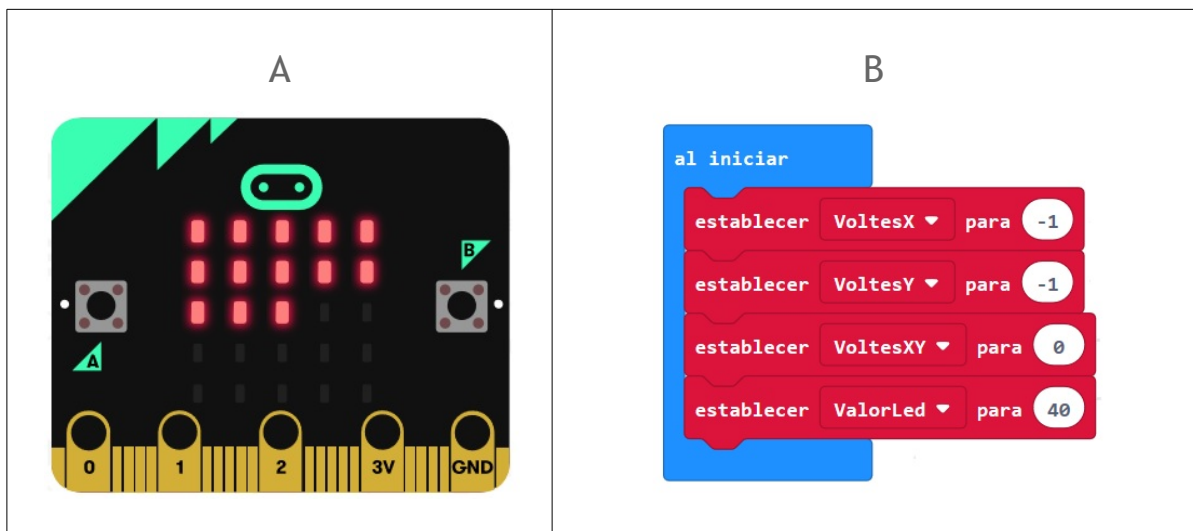 A
B
A
B
0 1 2 3V GND
al iniciar
establecer VoltesX para -1
establecer VoltesY para -1
establecer VoltesXY para 0
establecer ValorLed para 40